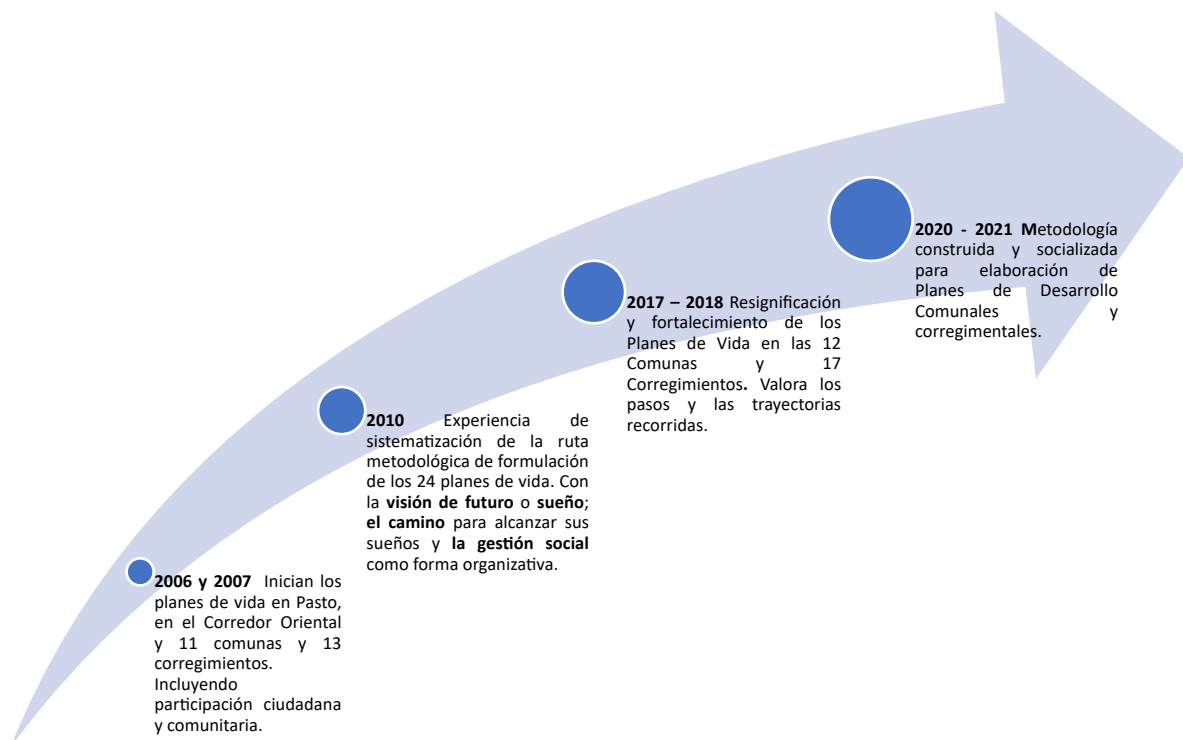 2006 y 2007 Inician los
planes de vida en Pasto,
en el Corredor Oriental
y 11 comunas y 13
corregimientos.
Incluyendo
participación ciudadana
y comunitaria.
2010 Experiencia de
sistematización de la ruta
metodológica de formulación
de los 24 planes de vida. Con
la visión de futuro o sueño;
el camino para alcanzar sus
sueños y la gestión social
como forma organizativa.
2017 – 2018 Resignificación
y fortalecimiento de los
Planes de Vida en las 12
Comunas y 17
Corregimientos. Valora los
pasos y las trayectorias
recorridas.
2020 - 2021 Metodología
construida y socializada
para elaboración de
Planes de Desarrollo
Comunales y
corregimentales.